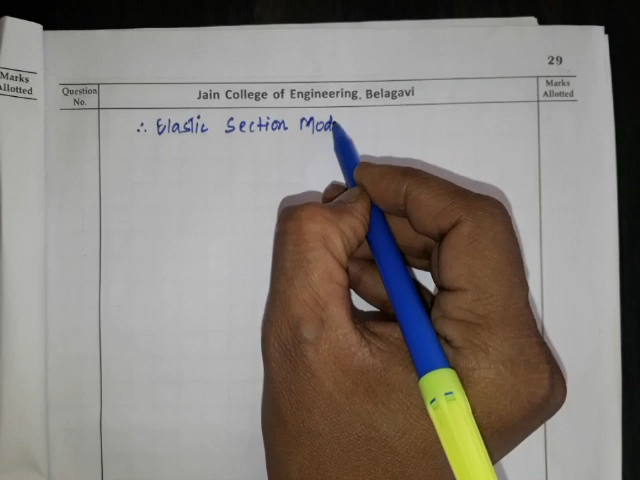 29
Marks
Allotted
Question
No.
Jain College of Engineering, Belagavi
Marks
Allotted
∴ Elastic Section Mod